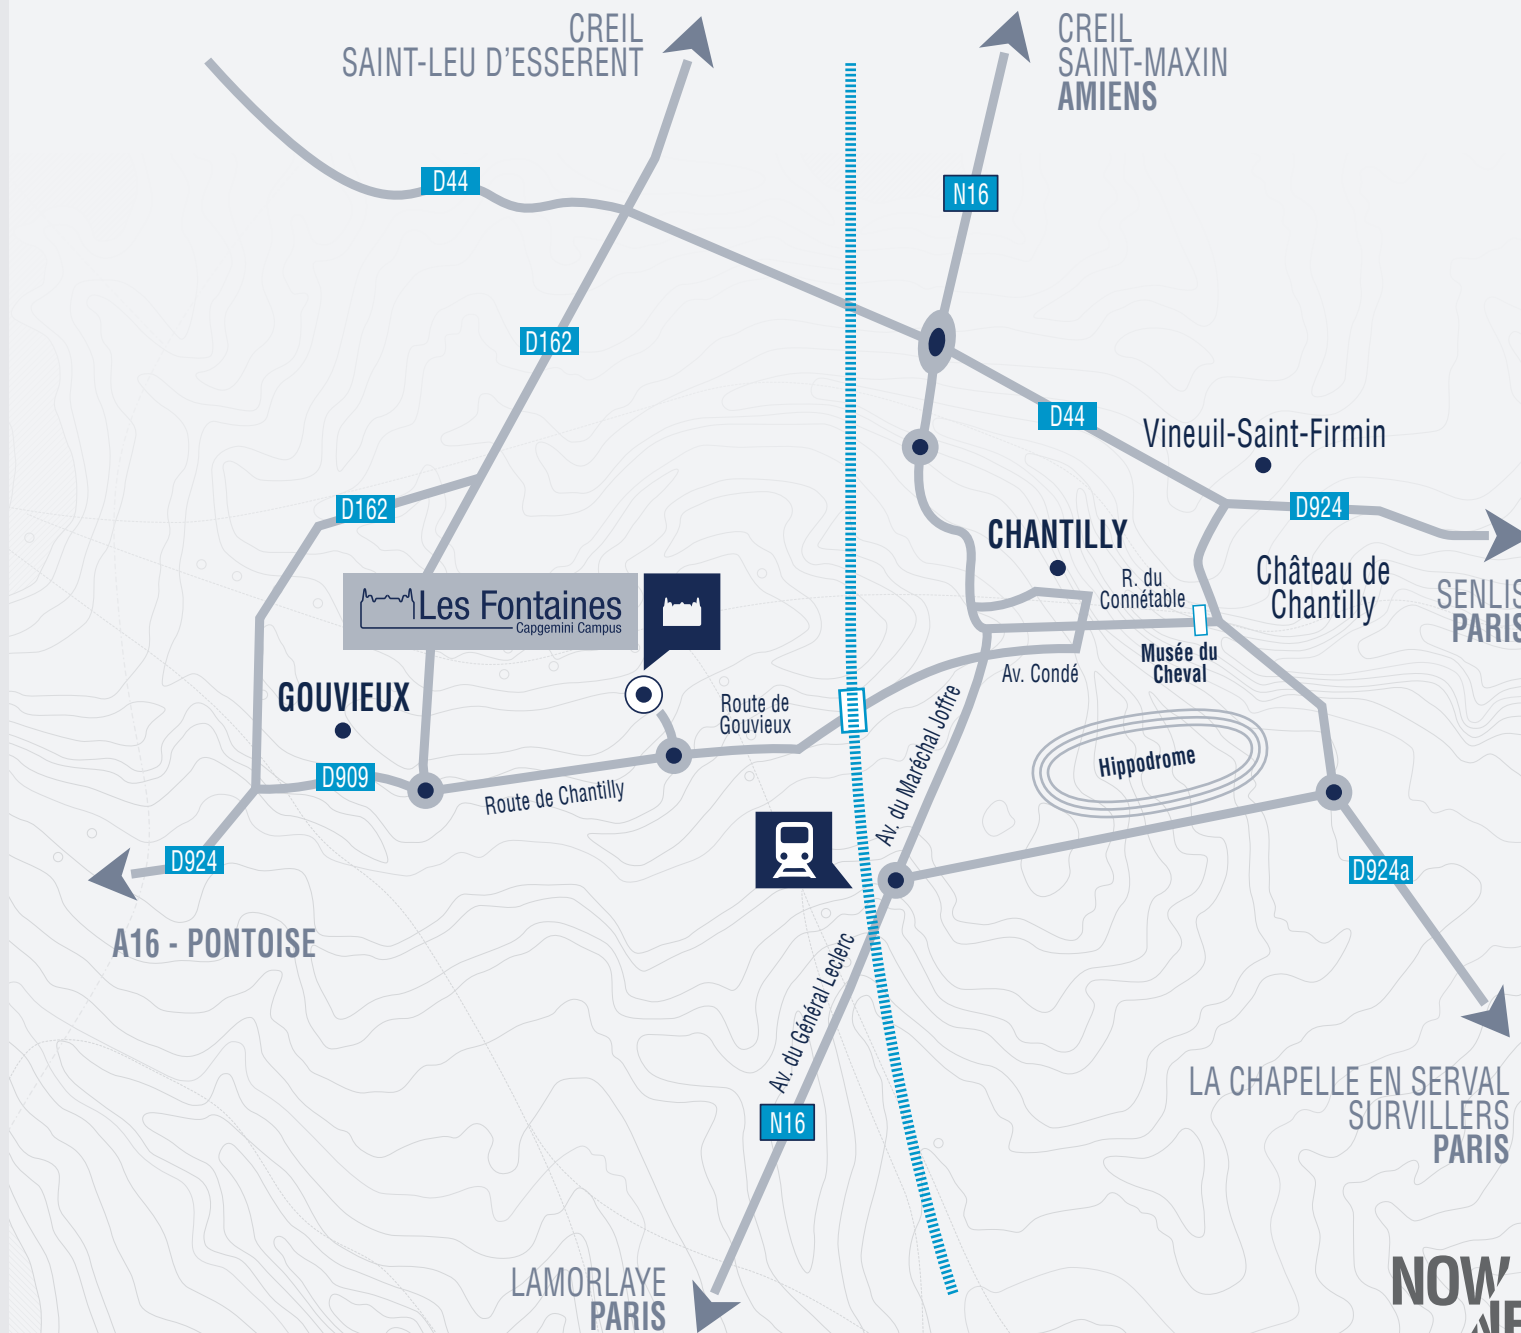 CREIL
SAINT-LEU D'ESSERENT
CREIL
SAINT-MAXIN
AMIENS
D44
N16
D162
D44
Vineuil-Saint-Firmin
D162
D924
CHANTILLY
R. du
Connétable
Château de
Chantilly
SENLIS
PARIS
Les Fontaines
Capgemini Campus
Musée du
Cheval
Av. Condé
GOUVIEUX
Route de
Gouvieux
Av. du Maréchal Joffre
Hippodrome
D909
Route de Chantilly
D924
D924a
A16 - PONTOISE
Av. du Général Leclerc
N16
LA CHAPELLE EN SERVAL
SURVILLERS
PARIS
LAMORLAYE
PARIS
NOW